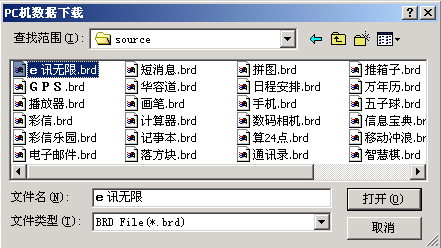 PC机数据下载
查找范围(I): source
e讯无限.brd 短消息.brd 拼图.brd 推箱子.brd
GPS.brd 华容道.brd 日程安排.brd 万年历.brd
播放器.brd 画笔.brd 手机.brd 五子球.brd
彩信.brd 计算器.brd 数码相机.brd 信息宝典.brd
彩信乐园.brd 记事本.brd 算24点.brd 移动冲浪.brd
电子邮件.brd 落方块.brd 通讯录.brd 智慧棋.brd
文件名(N): e讯无限 打开(O)
文件类型(T): BRD File(*.brd) 取消